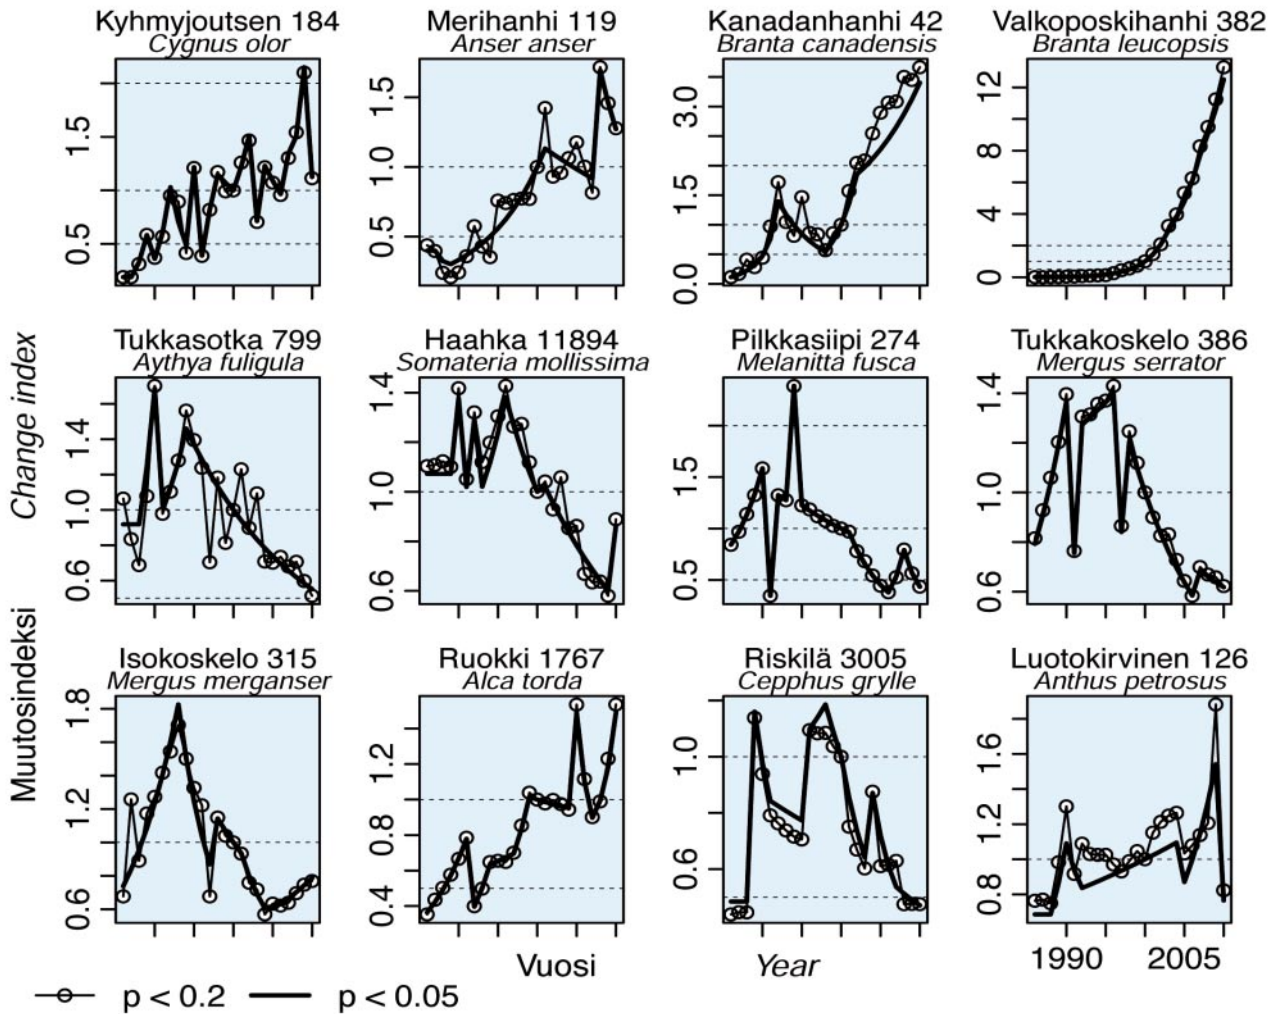 Kyhmyjoutsen 184 Merihanhi 119 Kanadanhanhi 42 Valkoposkihanhi 382
Cygnus olor Anser anser Branta canadensis Branta leucopsis
0.5 1.5
0.5 1.0 1.5
0.0 1.5 3.0
0 4 8 12
Tukkasotka 799 Haahka 11894 Pilkkasiipi 274 Tukkakoskelo 386
Aythya fuligula Somateria mollissima Melanitta fusca Mergus serrator
0.6 1.0 1.4
0.6 1.0 1.4
0.5 1.5
0.6 1.0 1.4
Isokoskelo 315 Ruokki 1767 Riskilä 3005 Luotokirvinen 126
Mergus merganser Alca torda Cepphus grylle Anthus petrosus
0.6 1.2 1.8
0.4 0.8 1.2
0.6 1.0
0.8 1.2 1.6
1990 2005
Muutosindeksi Change index
Vuosi Year
p < 0.2 p < 0.05